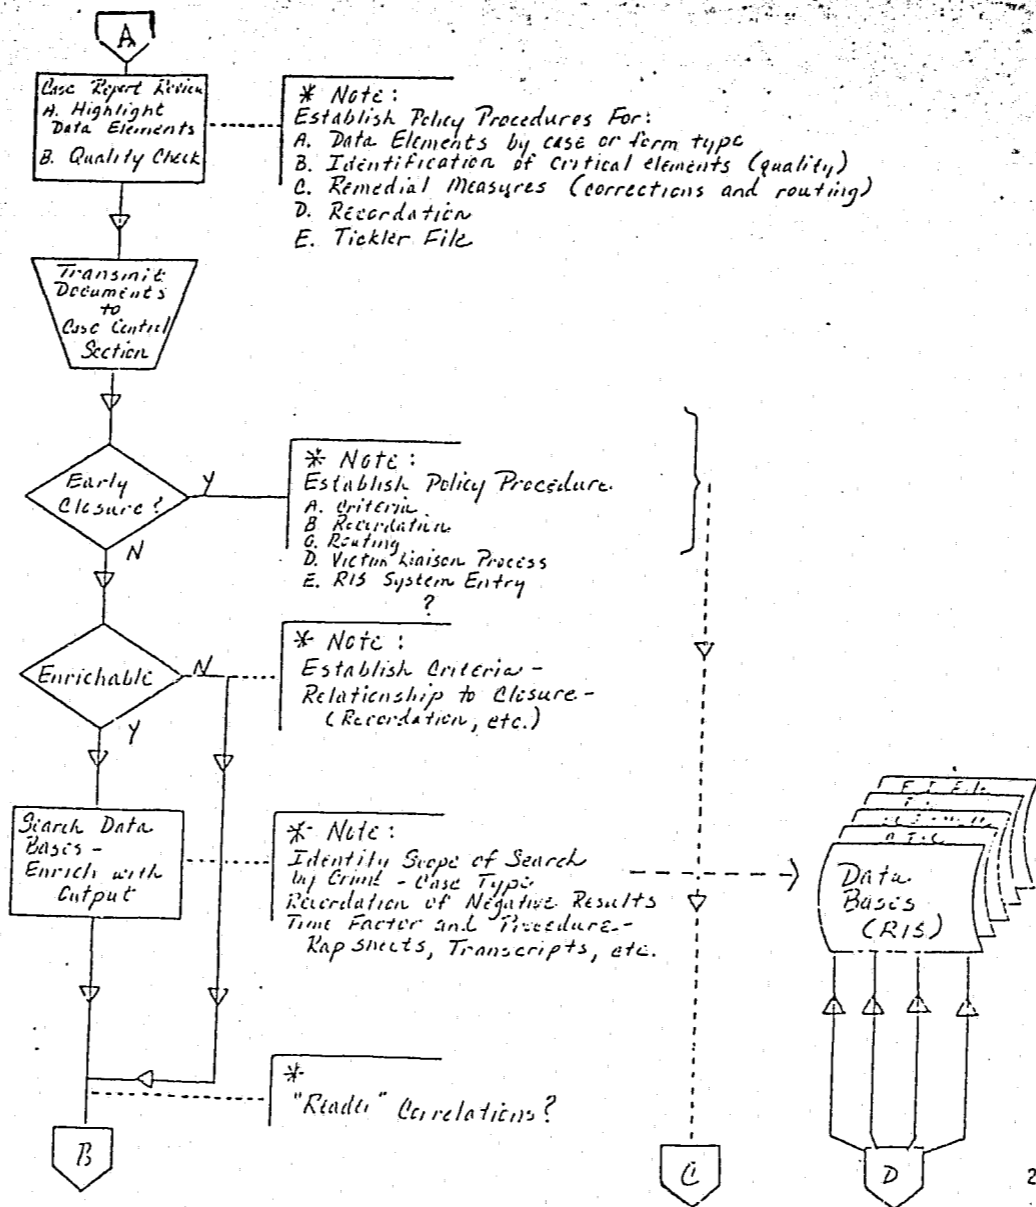 A
Case Report Review
A. Highlight
Data Elements
B. Quality Check
* Note:
Establish Policy Procedures For:
A. Data Elements by case or form type
B. Identification of critical elements (quality)
C. Remedial Measures (corrections and routing)
D. Recordation
E. Tickler File
Transmit
Documents
to
Case Control
Section
Early
Closure?
Y
N
* Note:
Establish Policy Procedure
A. Criteria
B Recordation
C. Routing
D. Victim Liaison Process
E. RIS System Entry
?
Enrichable
N
Y
* Note:
Establish Criteria -
Relationship to Closure -
(Recordation, etc.)
Search Data
Bases -
Enrich with
Output
* Note:
Identity Scope of Search
by Crime - Case Type
Recordation of Negative Results
Time Factor and Procedure -
Rap sheets, Transcripts, etc.
Data
Bases
(RIS)
*
"Reader" Correlations?
B
C
D
2